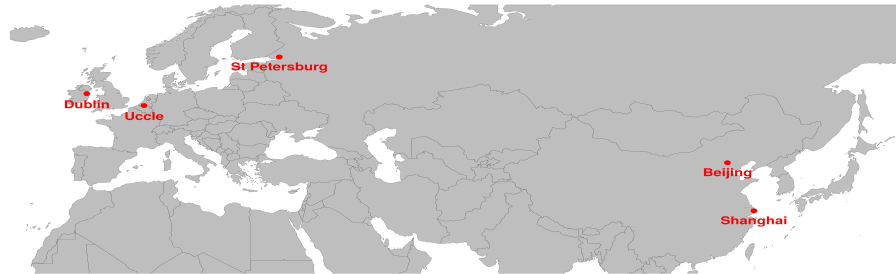 St Petersburg
Dublin
Uccle
Beijing
Shanghai